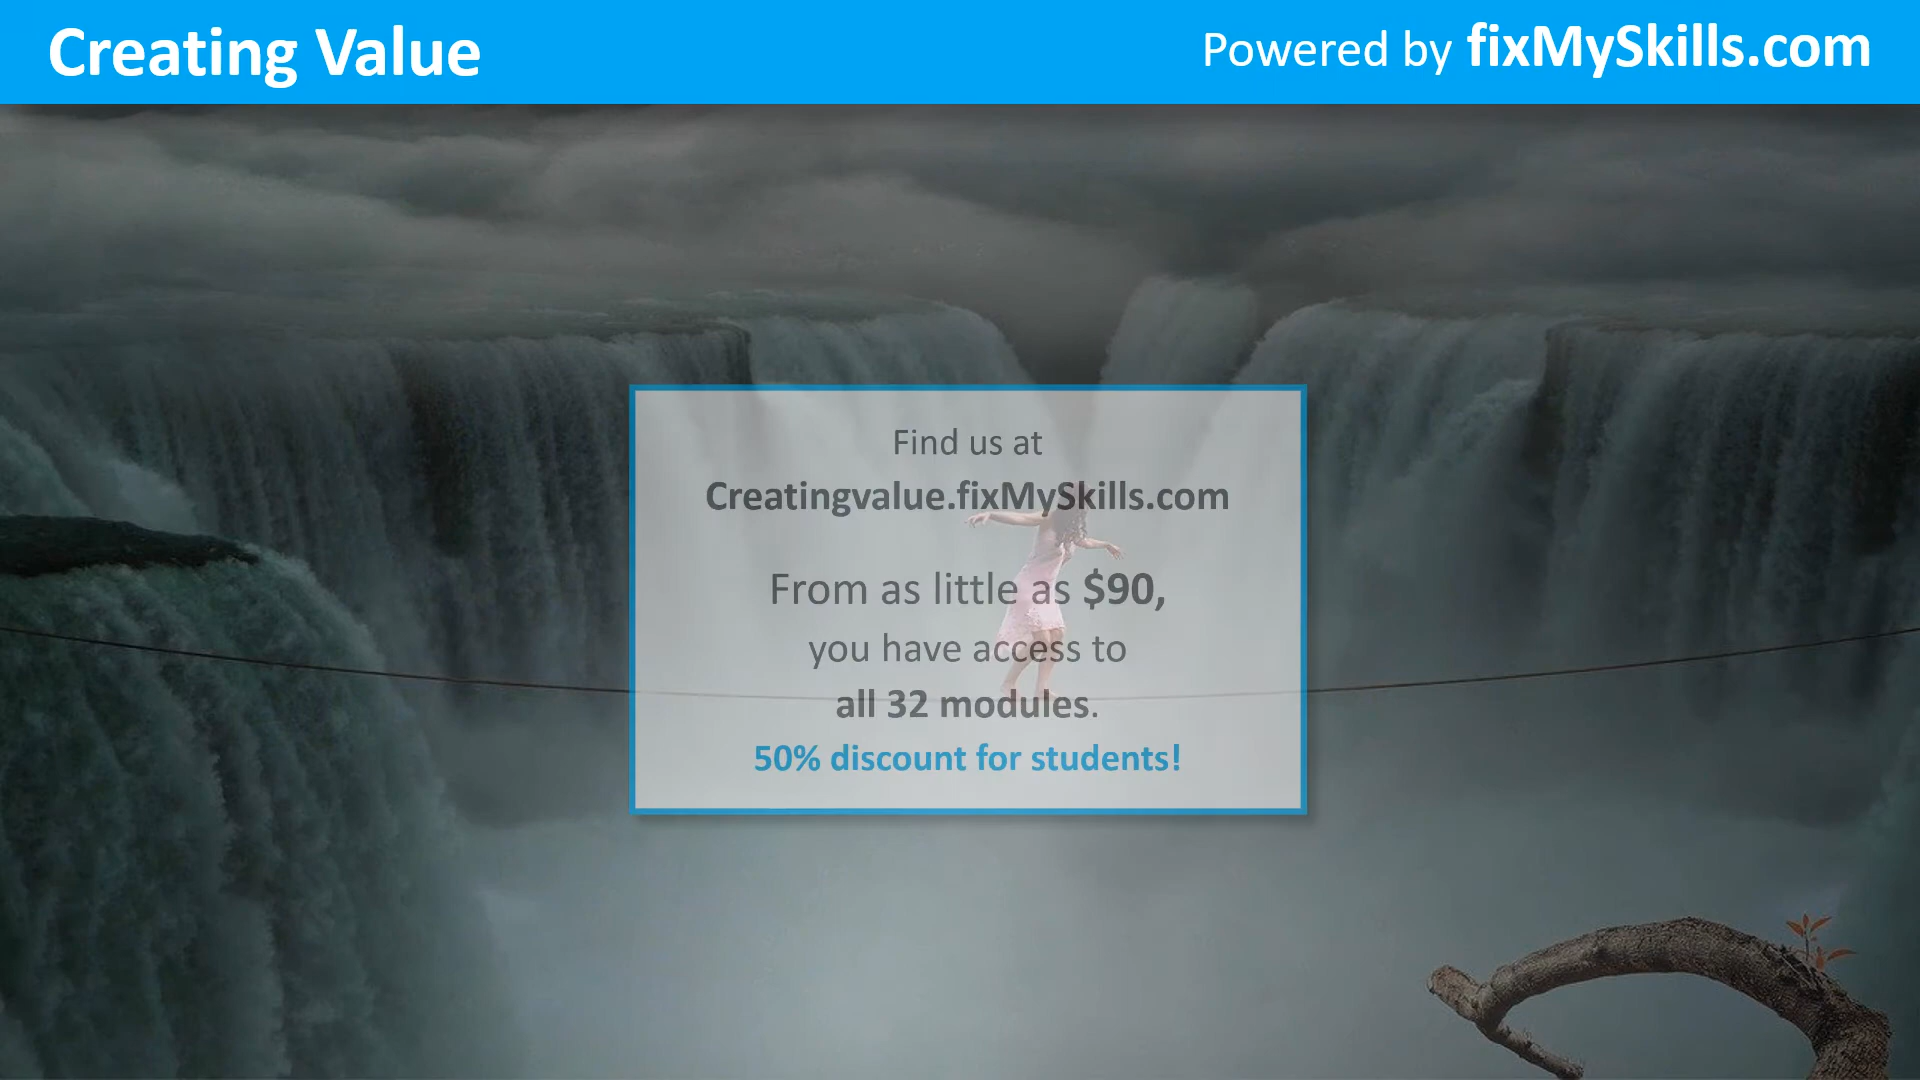 Creating Value
Powered by fixMySkills.com
Find us at
Creatingvalue.fixMySkills.com
From as little as $90,
you have access to
all 32 modules.
50% discount for students!